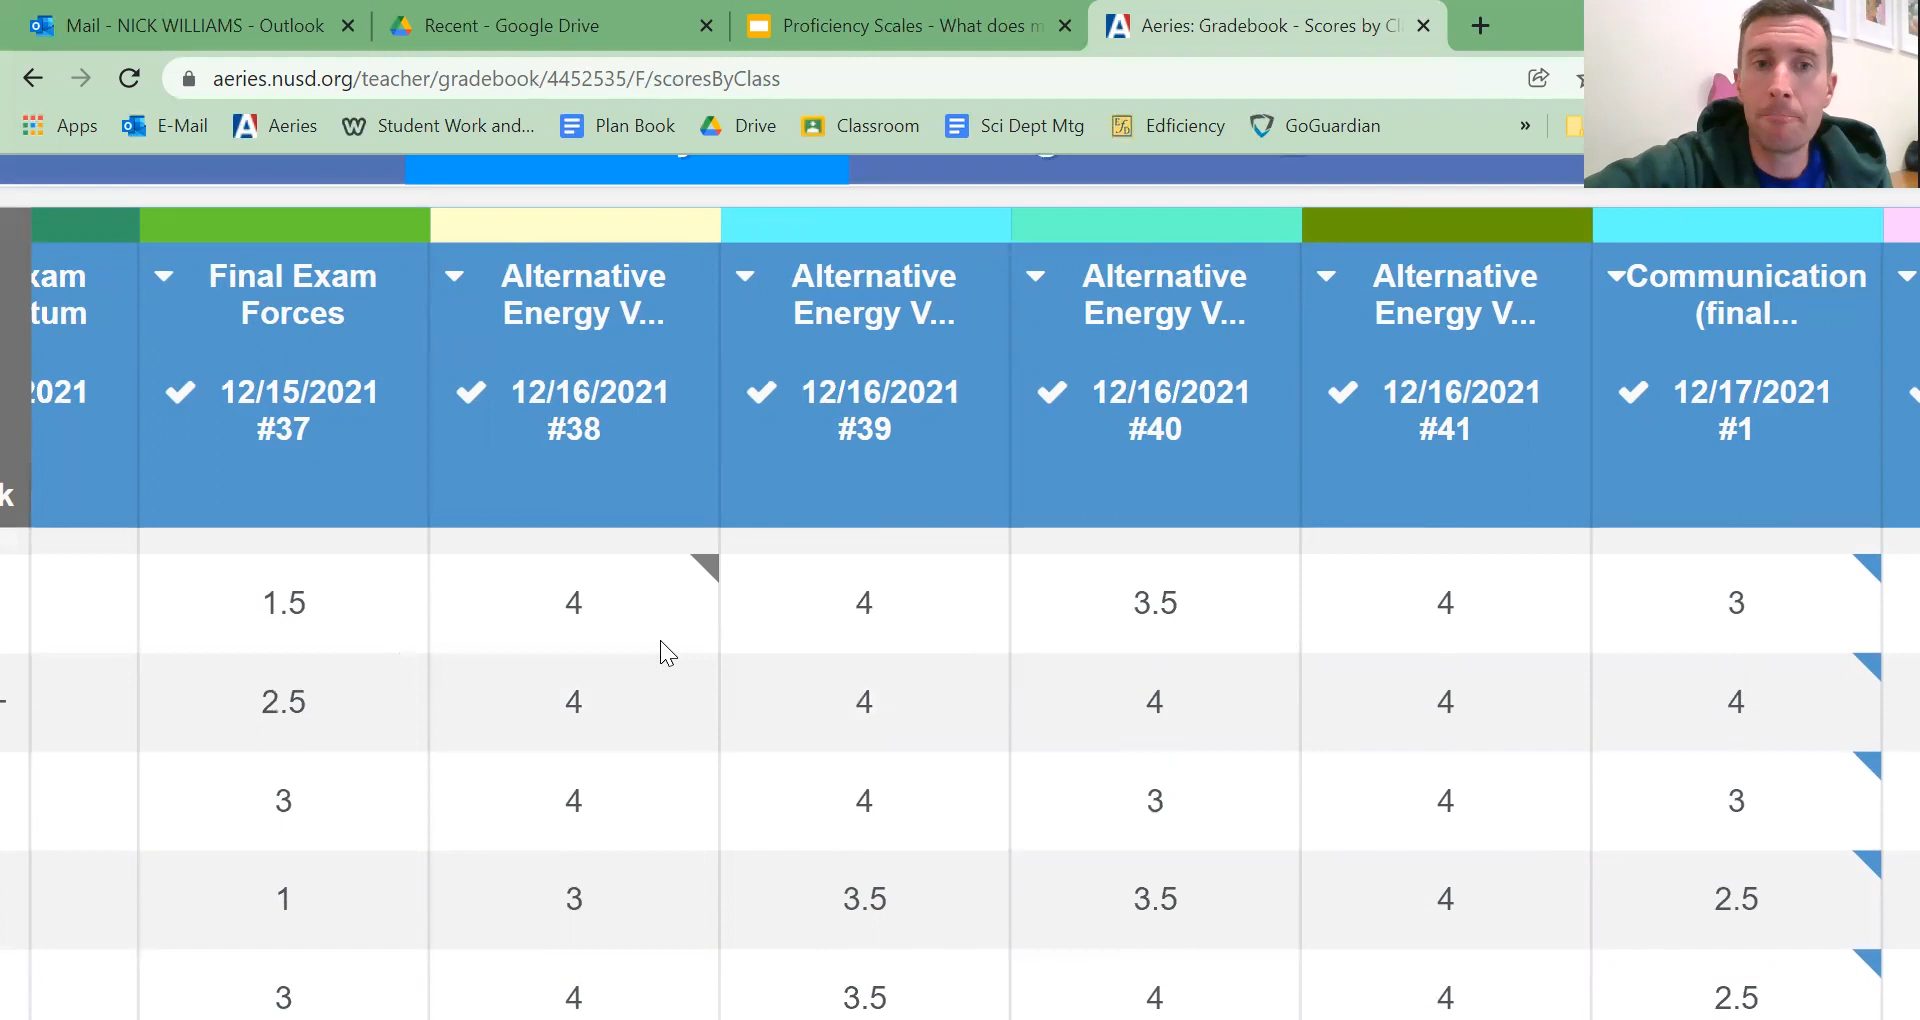 Mail - NICK WILLIAMS - Outlook
Recent - Google Drive
Proficiency Scales - What does m
Aeries: Gradebook - Scores by Cl
aeries.nusd.org/teacher/gradebook/4452535/F/scoresByClass
Apps E-Mail Aeries Student Work and... Plan Book Drive Classroom Sci Dept Mtg Edficiency GoGuardian »
xam
tum
2021
k
Final Exam
Forces
12/15/2021
#37
Alternative
Energy V...
12/16/2021
#38
Alternative
Energy V...
12/16/2021
#39
Alternative
Energy V...
12/16/2021
#40
Alternative
Energy V...
12/16/2021
#41
Communication
(final...
12/17/2021
#1
1.5 4 4 3.5 4 3
2.5 4 4 4 4 4
3 4 4 3 4 3
1 3 3.5 3.5 4 2.5
3 4 3.5 4 4 2.5